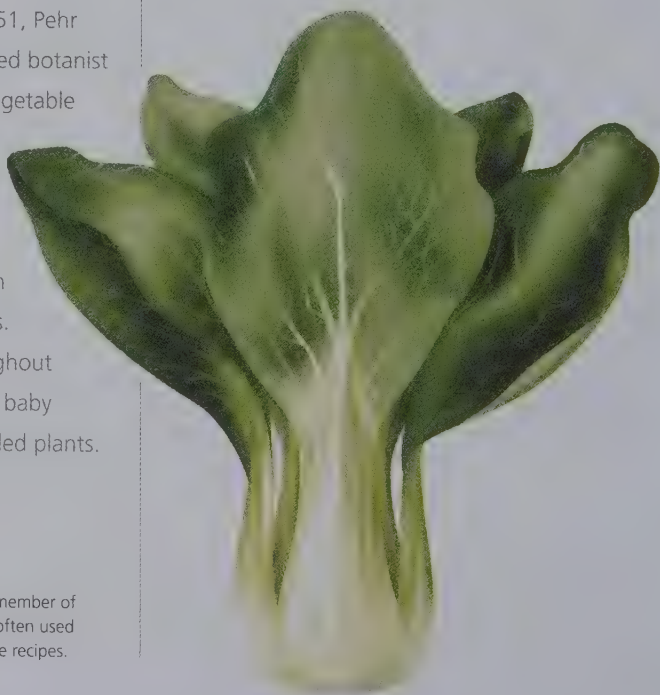 51, Pehr
ed botanist
getable
n
s.
ghout
baby
led plants.
member of
often used
e recipes.